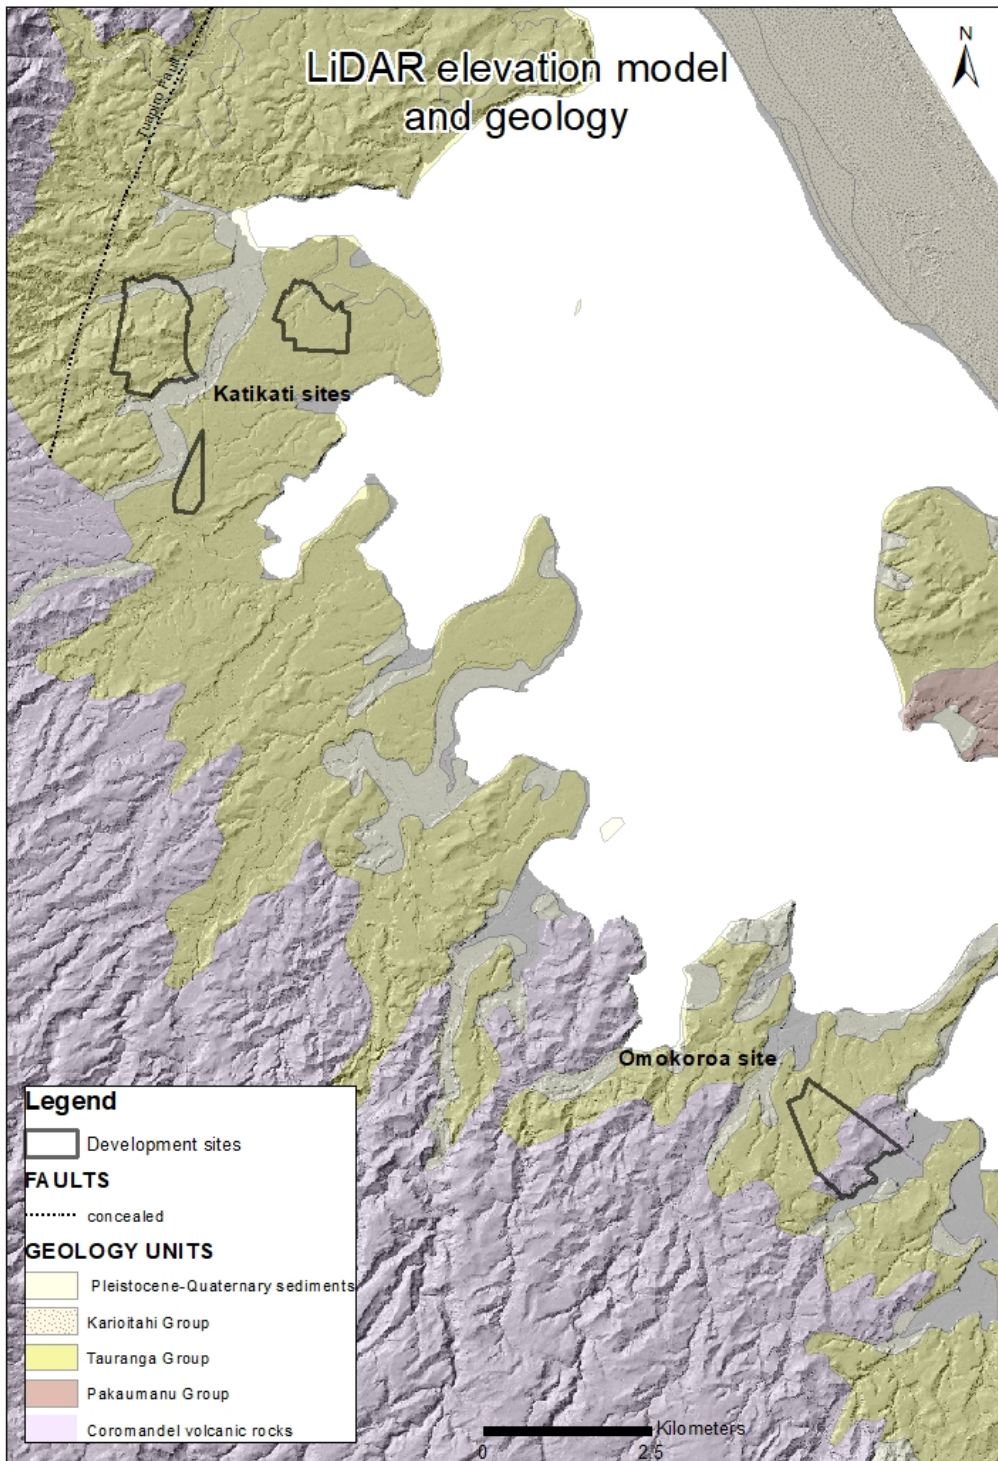 LiDAR elevation model
and geology
N
Tuapiro Fault
Katikati sites
Omokoroa site
Legend
Development sites
FAULTS
concealed
GEOLOGY UNITS
Pleistocene-Quaternary sediments
Karioitahi Group
Tauranga Group
Pakaumanu Group
Coromandel volcanic rocks
Kilometers
0 2.5